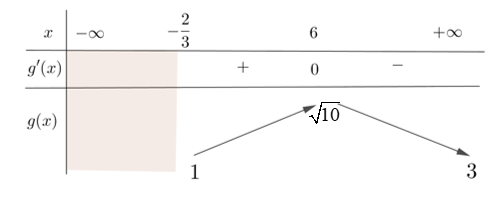 x −∞ −2/3 6 +∞
g′(x) + 0 −
g(x) √10
1 3